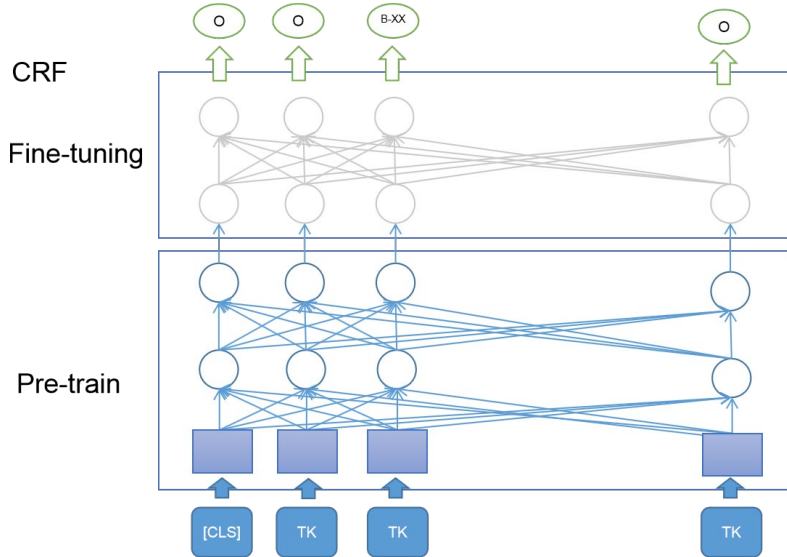 O O B-XX O
CRF
Fine-tuning
Pre-train
[CLS] TK TK TK